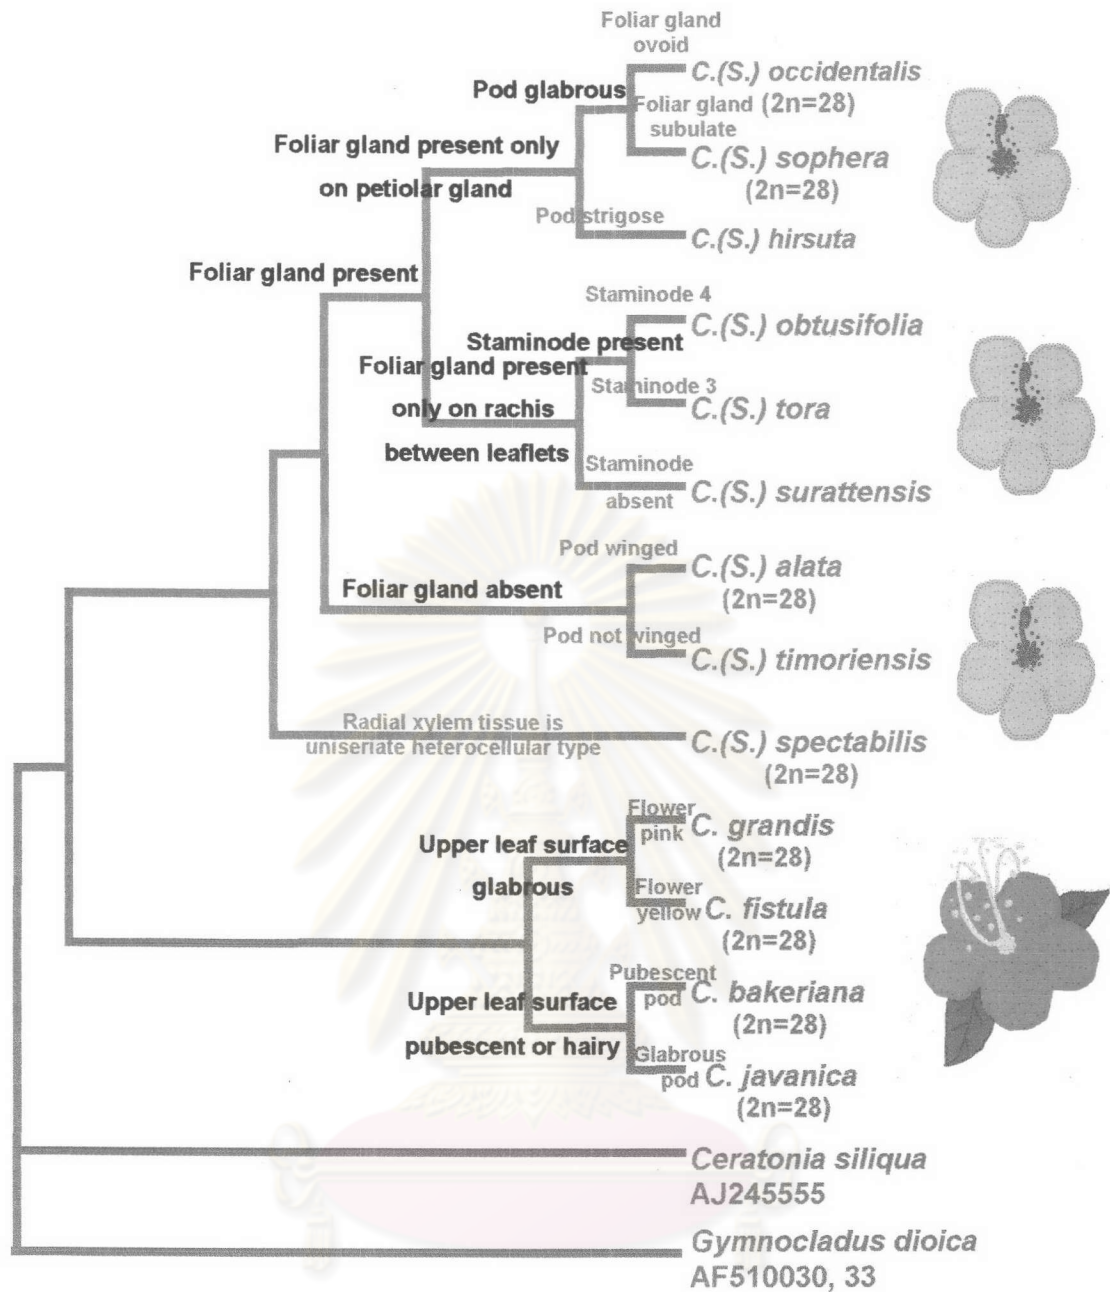 Foliar gland
ovoid
C.(S.) occidentalis
Pod glabrous
Foliar gland (2n=28)
subulate
Foliar gland present only
C.(S.) sophera
on petiolar gland
(2n=28)
Pod strigose
C.(S.) hirsuta
Foliar gland present
Staminode 4
C.(S.) obtusifolia
Staminode present
Foliar gland present
Staminode 3
only on rachis
C.(S.) tora
between leaflets
Staminode
absent
C.(S.) surattensis
Pod winged
C.(S.) alata
Foliar gland absent
(2n=28)
Pod not winged
C.(S.) timoriensis
Radial xylem tissue is
uniseriate heterocellular type
C.(S.) spectabilis
(2n=28)
Flower
pink
C. grandis
Upper leaf surface
(2n=28)
glabrous
Flower
yellow
C. fistula
(2n=28)
Pubescent
pod
C. bakeriana
Upper leaf surface
(2n=28)
pubescent or hairy
Glabrous
pod
C. javanica
(2n=28)
Ceratonia siliqua
AJ245555
Gymnocladus dioica
AF510030, 33